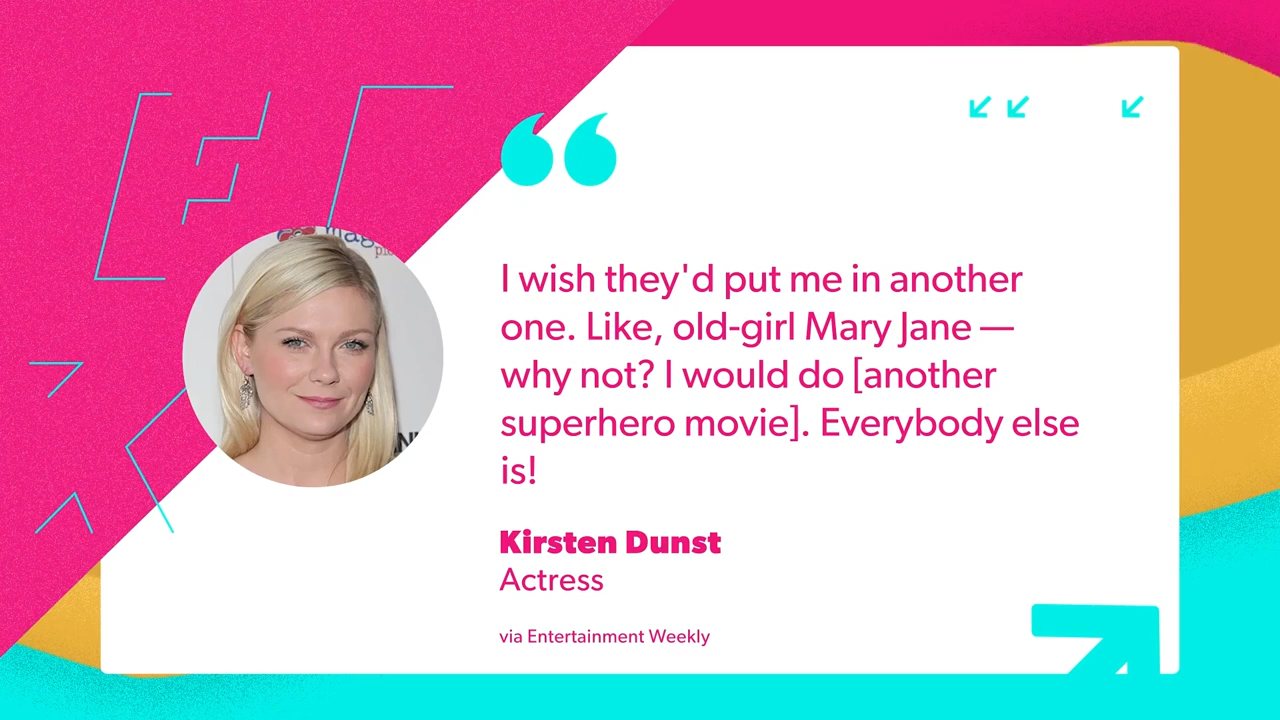 “
I wish they'd put me in another
one. Like, old-girl Mary Jane —
why not? I would do [another
superhero movie]. Everybody else
is!
Kirsten Dunst
Actress
via Entertainment Weekly